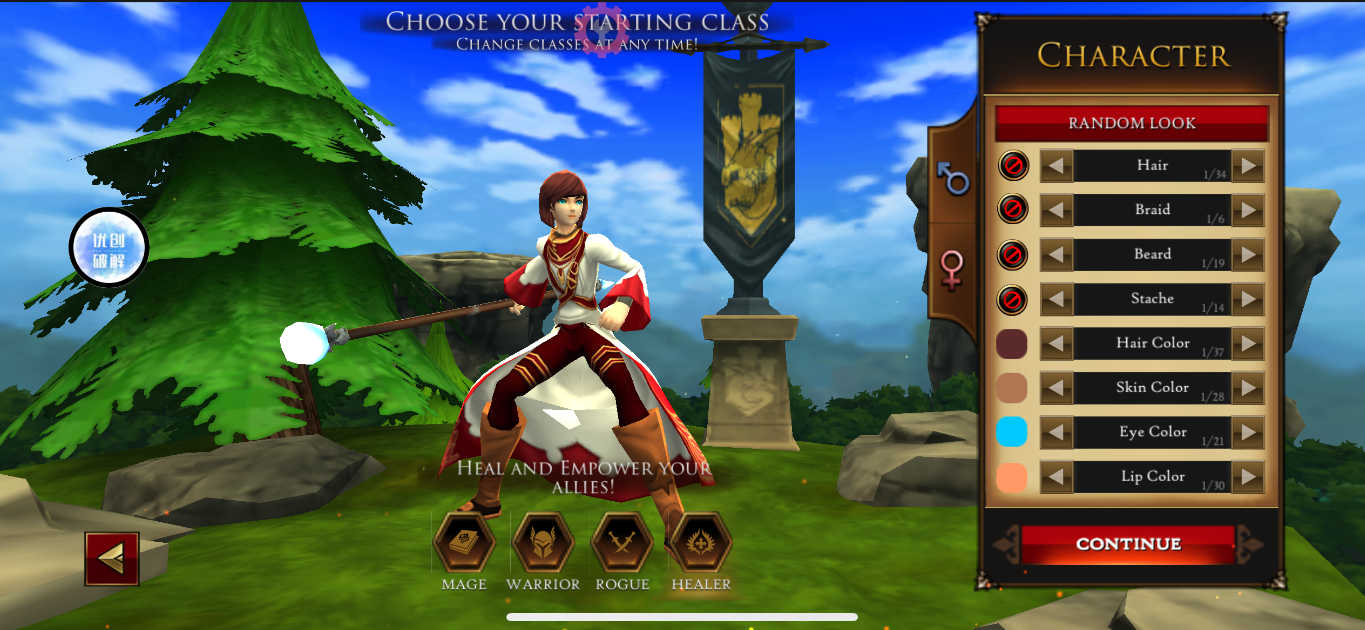 CHOOSE YOUR STARTING CLASS
CHANGE CLASSES AT ANY TIME!
优创
破解
HEAL AND EMPOWER YOUR
ALLIES!
MAGE
WARRIOR
ROGUE
HEALER
CHARACTER
RANDOM LOOK
Hair 1/34
Braid 1/6
Beard 1/19
Stache 1/14
Hair Color 1/37
Skin Color 1/28
Eye Color 1/21
Lip Color 1/30
CONTINUE